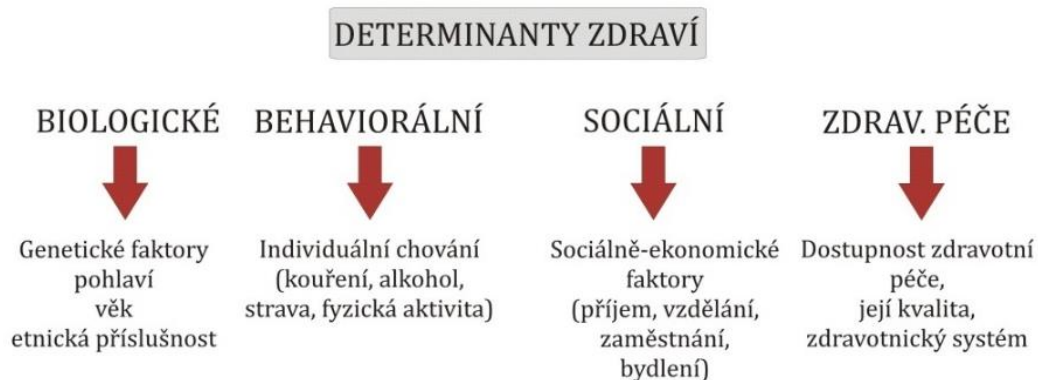 DETERMINANTY ZDRAVÍ
BIOLOGICKÉ
Genetické faktory
pohlaví
věk
etnická příslušnost
BEHAVIORÁLNÍ
Individuální chování
(kouření, alkohol,
strava, fyzická aktivita)
SOCIÁLNÍ
Sociálně-ekonomické
faktory
(příjem, vzdělání,
zaměstnání,
bydlení)
ZDRAV. PÉČE
Dostupnost zdravotní
péče,
její kvalita,
zdravotnický systém